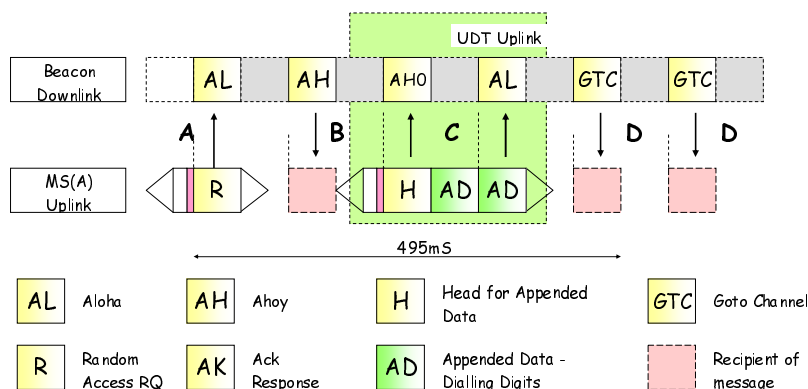 UDT Uplink
Beacon
Downlink
AL
AH
AH0
AL
GTC
GTC
A
B
C
D
D
MS(A)
Uplink
R
H
AD
AD
495mS
AL
Aloha
AH
Ahoy
H
Head for Appended
Data
GTC
Goto Channel
R
Random
Access RQ
AK
Ack
Response
AD
Appended Data -
Dialling Digits
Recipient of
message